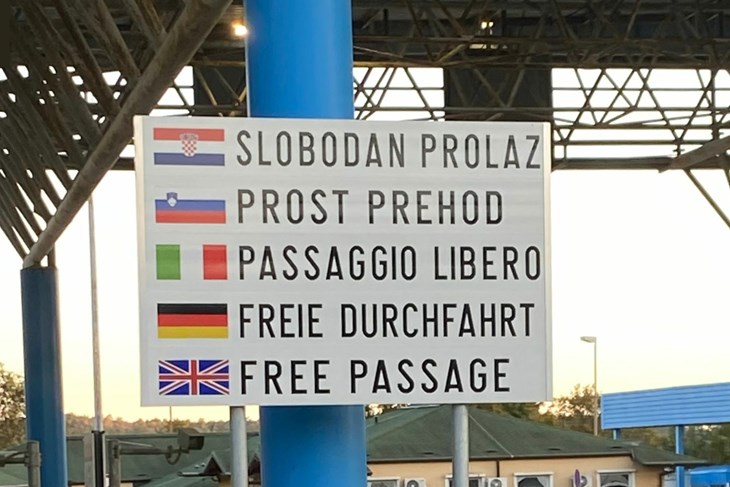 SLOBODAN PROLAZ
PROST PREHOD
PASSAGGIO LIBERO
FREIE DURCHFAHRT
FREE PASSAGE